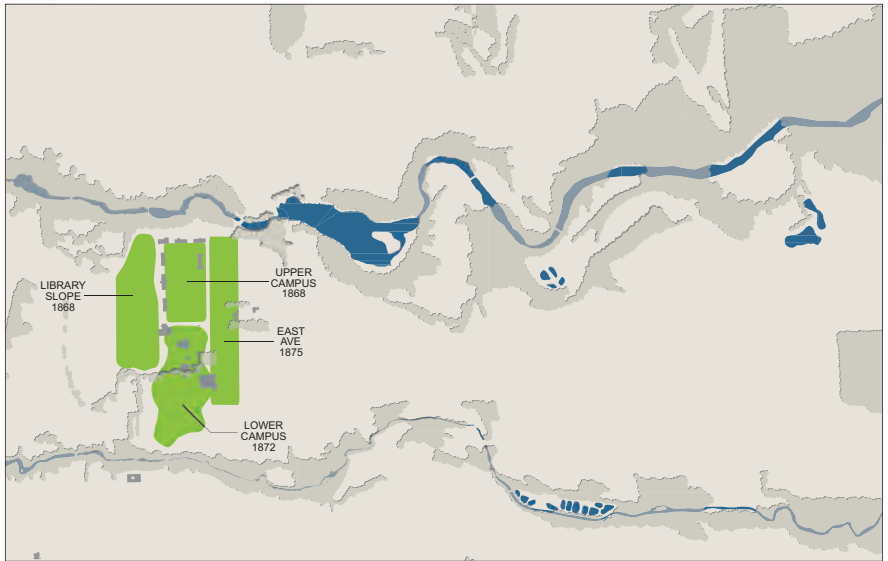 LIBRARY
SLOPE
1868
UPPER
CAMPUS
1868
EAST
AVE
1875
LOWER
CAMPUS
1872